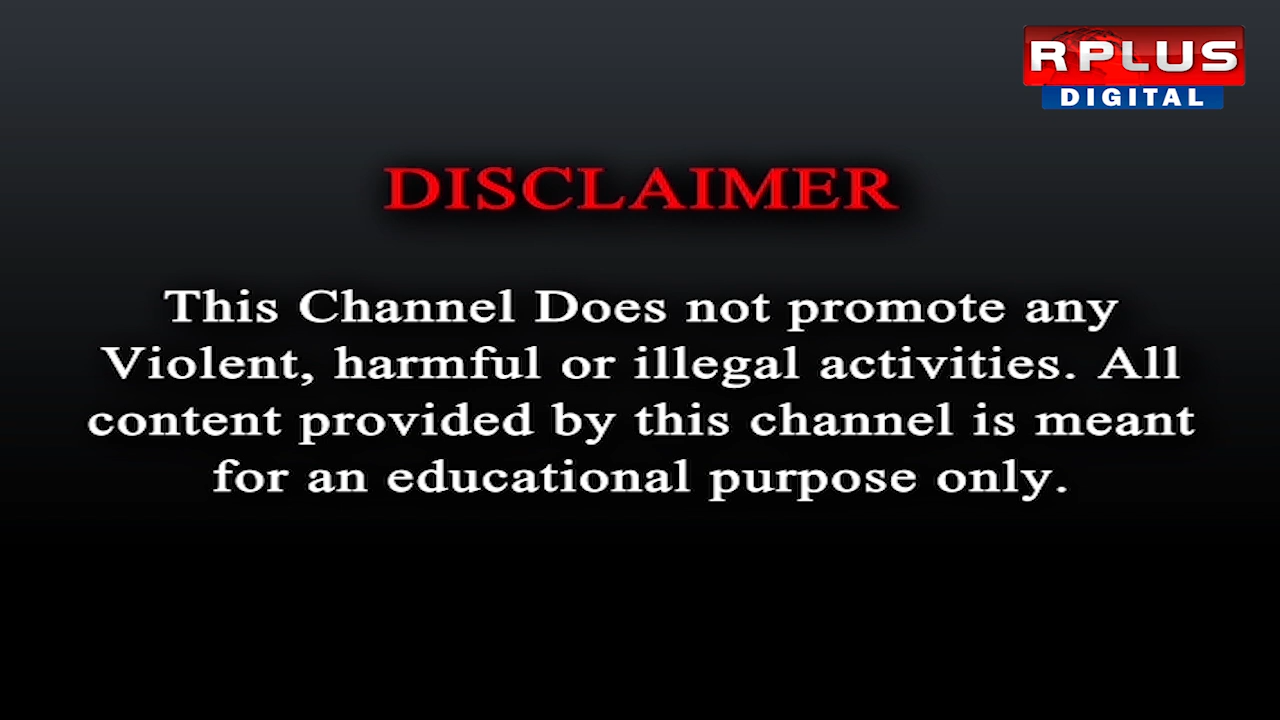 RPLUS
DIGITAL
DISCLAIMER
This Channel Does not promote any
Violent, harmful or illegal activities. All
content provided by this channel is meant
for an educational purpose only.